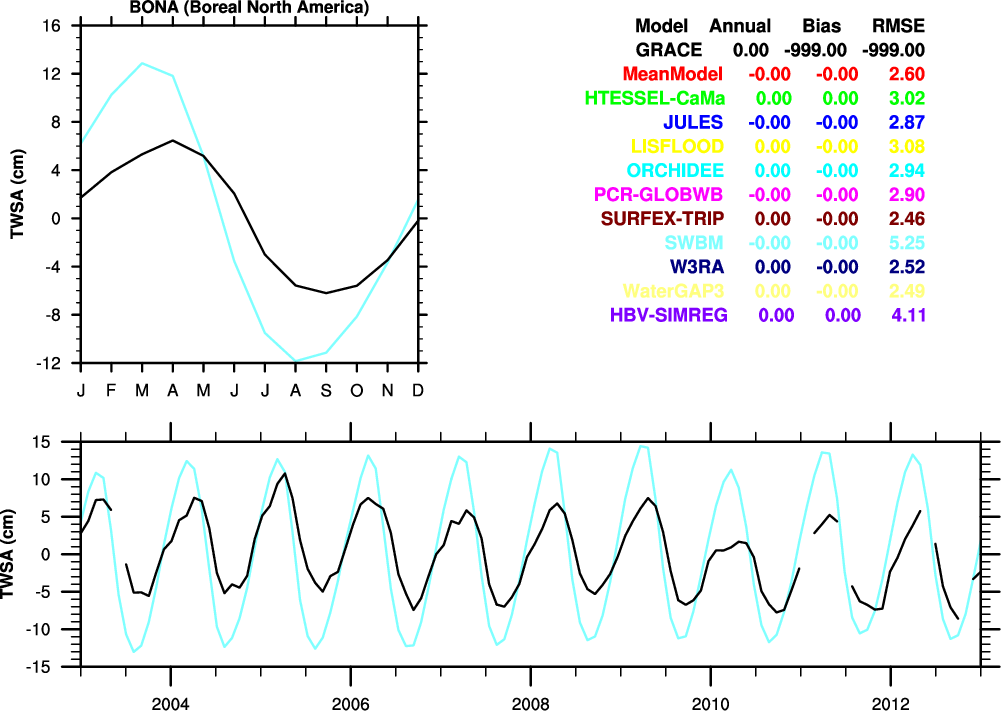 BONA (Boreal North America)
16
12
8
4
0
-4
-8
-12
TWSA (cm)
J F M A M J J A S O N D
Model Annual Bias RMSE
GRACE 0.00 -999.00 -999.00
MeanModel -0.00 -0.00 2.60
HTESSEL-CaMa 0.00 0.00 3.02
JULES -0.00 -0.00 2.87
LISFLOOD 0.00 -0.00 3.08
ORCHIDEE 0.00 -0.00 2.94
PCR-GLOBWB -0.00 -0.00 2.90
SURFEX-TRIP 0.00 -0.00 2.46
SWBM -0.00 -0.00 5.25
W3RA 0.00 -0.00 2.52
WaterGAP3 0.00 -0.00 2.49
HBV-SIMREG 0.00 0.00 4.11
15
10
5
0
-5
-10
-15
TWSA (cm)
2004 2006 2008 2010 2012